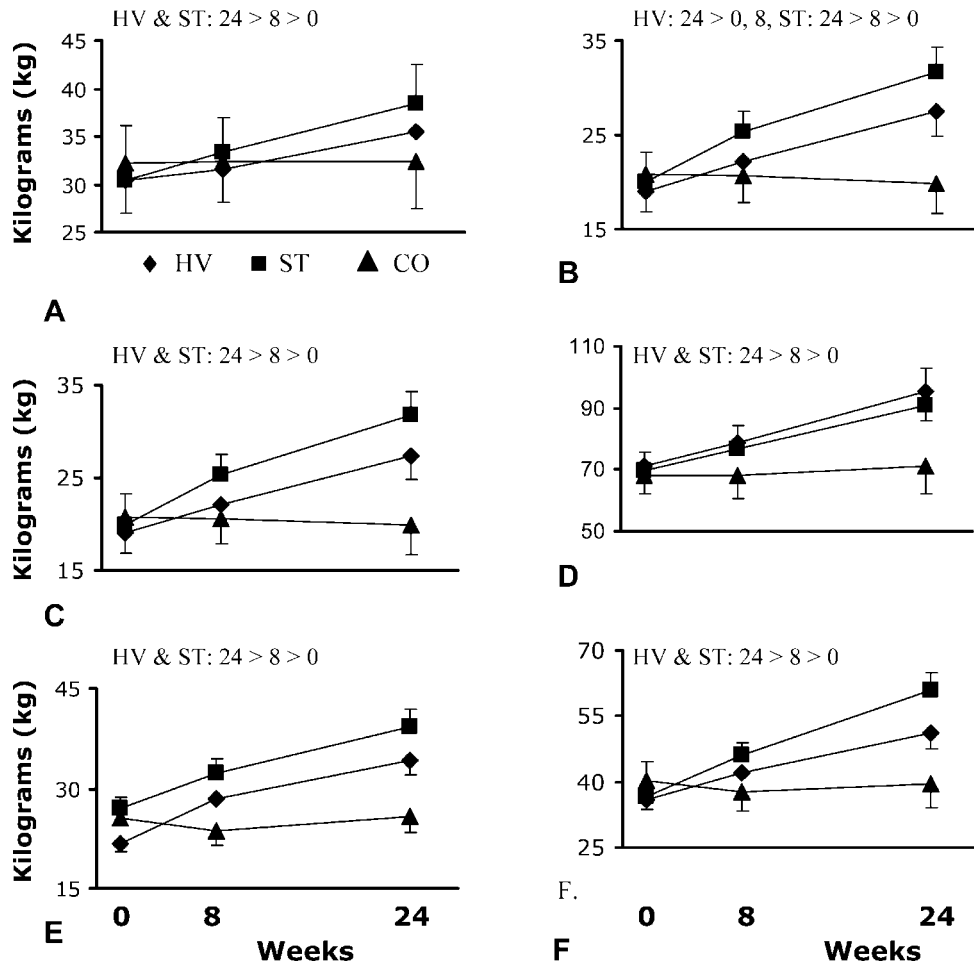 HV & ST: 24 > 8 > 0
45
40
35
30
25
Kilograms (kg)
HV ST CO
A
HV: 24 > 0, 8, ST: 24 > 8 > 0
35
25
15
B
HV & ST: 24 > 8 > 0
35
25
15
Kilograms (kg)
C
HV & ST: 24 > 8 > 0
110
90
70
50
D
HV & ST: 24 > 8 > 0
45
30
15
Kilograms (kg)
0 8 24
E
Weeks
HV & ST: 24 > 8 > 0
70
55
40
25
F.
0 8 24
F
Weeks